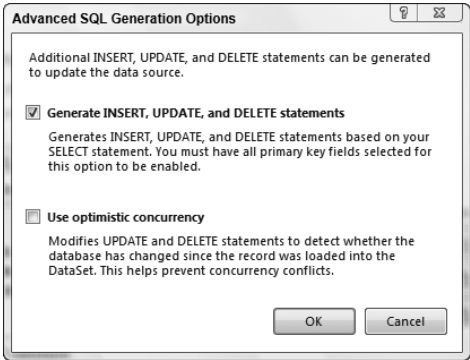 Advanced SQL Generation Options
Additional INSERT, UPDATE, and DELETE statements can be generated
to update the data source.
Generate INSERT, UPDATE, and DELETE statements
Generates INSERT, UPDATE, and DELETE statements based on your
SELECT statement. You must have all primary key fields selected for
this option to be enabled.
Use optimistic concurrency
Modifies UPDATE and DELETE statements to detect whether the
database has changed since the record was loaded into the
DataSet. This helps prevent concurrency conflicts.
OK
Cancel